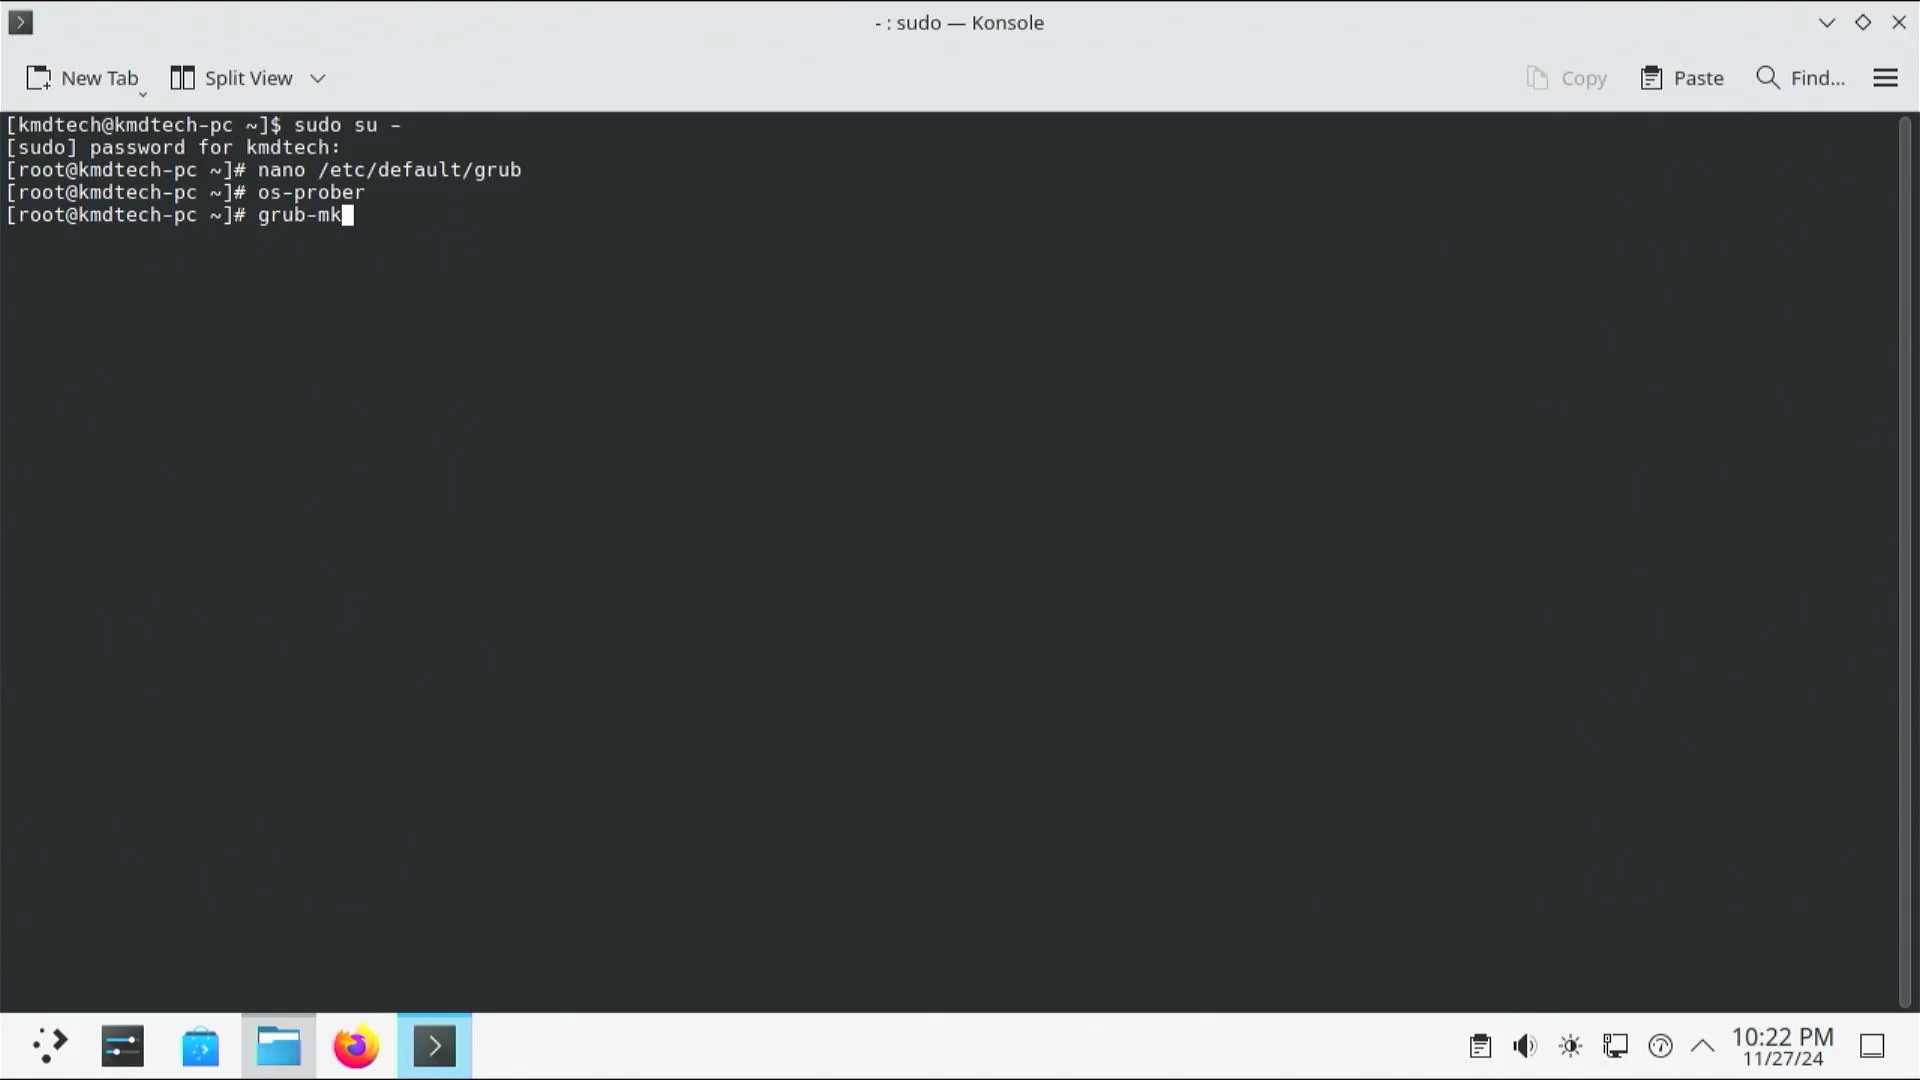 - : sudo — Konsole
New Tab Split View Copy Paste Find...
[kmdtech@kmdtech-pc ~]$ sudo su -
[sudo] password for kmdtech:
[root@kmdtech-pc ~]# nano /etc/default/grub
[root@kmdtech-pc ~]# os-prober
[root@kmdtech-pc ~]# grub-mk
10:22 PM
11/27/24